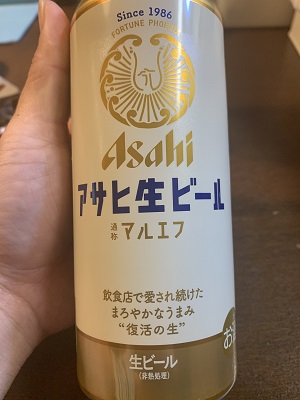 Since 1986
FORTUNE PHOENIX
Asahi
アサヒ生ビール
通称 マルエフ
飲食店で愛され続けた
まろやかなうまみ
“復活の生”
お
生ビール
(非熱処理)